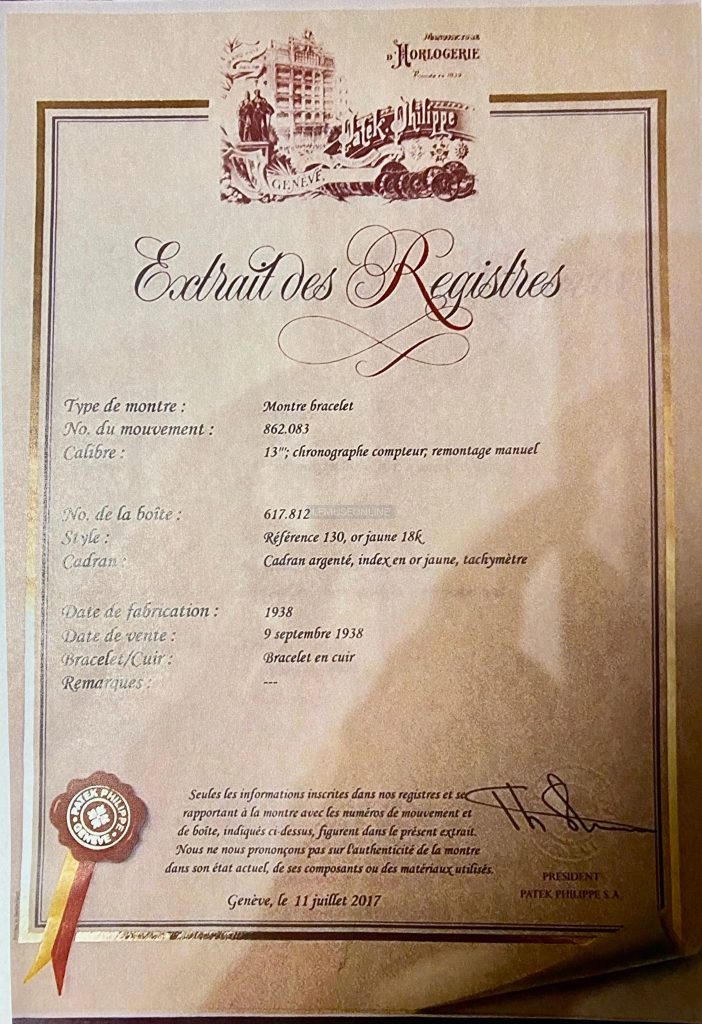 MANUFACTURE
D'HORLOGERIE
Fondée en 1839
Patek, Philippe
GENÈVE
Extrait des Registres
Type de montre : Montre bracelet
No. du mouvement : 862.083
Calibre : 13'''; chronographe compteur; remontage manuel
No. de la boîte : 617.812
LEMUSEONLINE
Style : Référence 130, or jaune 18k
Cadran : Cadran argenté, index en or jaune, tachymètre
Date de fabrication : 1938
Date de vente : 9 septembre 1938
Bracelet/Cuir : Bracelet en cuir
Remarques : ---
Seules les informations inscrites dans nos registres et se
rapportant à la montre avec les numéros de mouvement et
de boîte, indiqués ci-dessus, figurent dans le présent extrait.
Nous ne nous prononçons pas sur l'authenticité de la montre
dans son état actuel, de ses composants ou des matériaux utilisés.
Genève, le 11 juillet 2017
PATEK PHILIPPE
GENEVE
PRESIDENT
PATEK PHILIPPE S.A.